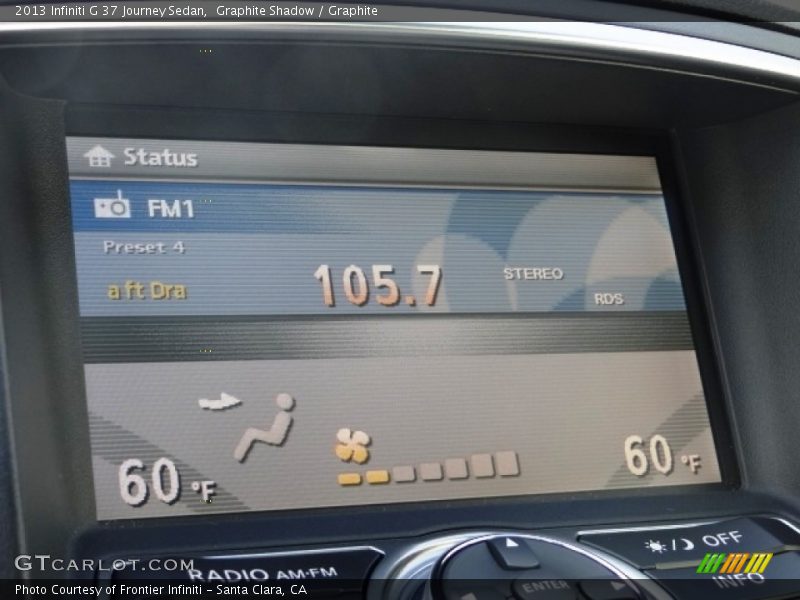 2013 Infiniti G 37 Journey Sedan,  Graphite Shadow / Graphite
Status
FM1
Preset 4
a ft Dra
105.7
STEREO
RDS
60 °F
60 °F
OFF
RADIO AM·FM
ENTER
INFO
GTCARLOT.COM
Photo Courtesy of Frontier Infiniti - Santa Clara, CA